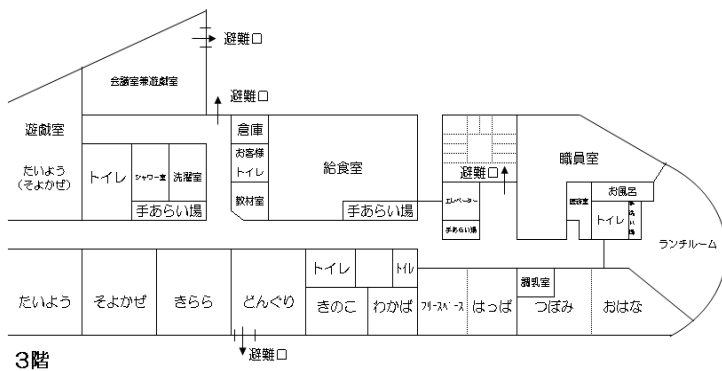 避難口
会議室兼遊戯室
避難口
遊戯室
たいよう
(そよかぜ)
トイレ
シャワー室
洗濯室
手あらい場
倉庫
お客様
トイレ
教材室
給食室
手あらい場
避難口
エレベーター
手あらい場
職員室
医務室
お風呂
トイレ
ランチルーム
たいよう
そよかぜ
きらら
どんぐり
トイレ
トイレ
きのこ
わかば
フリースペース
はっぱ
調乳室
つぼみ
おはな
避難口
3階